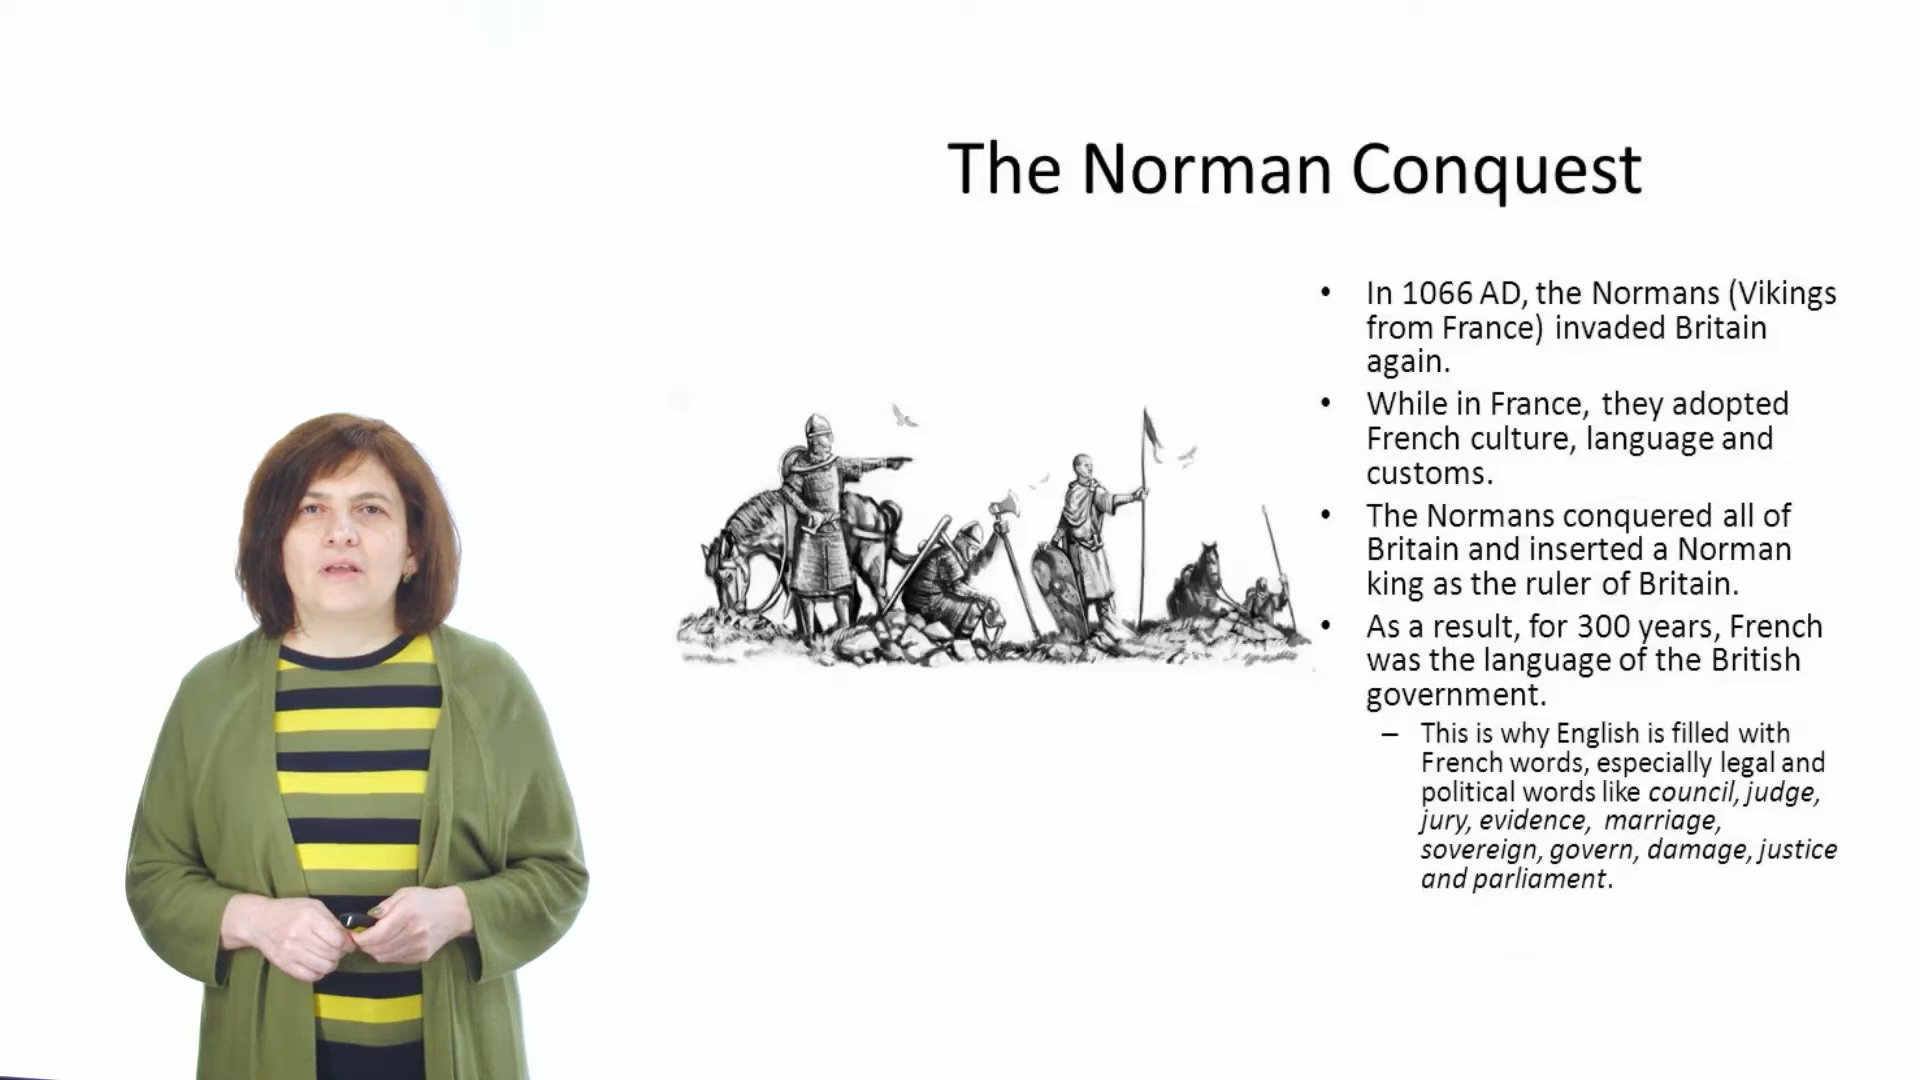 The Norman Conquest
• In 1066 AD, the Normans (Vikings
from France) invaded Britain
again.
• While in France, they adopted
French culture, language and
customs.
• The Normans conquered all of
Britain and inserted a Norman
king as the ruler of Britain.
• As a result, for 300 years, French
was the language of the British
government.
– This is why English is filled with
French words, especially legal and
political words like council, judge,
jury, evidence, marriage,
sovereign, govern, damage, justice
and parliament.